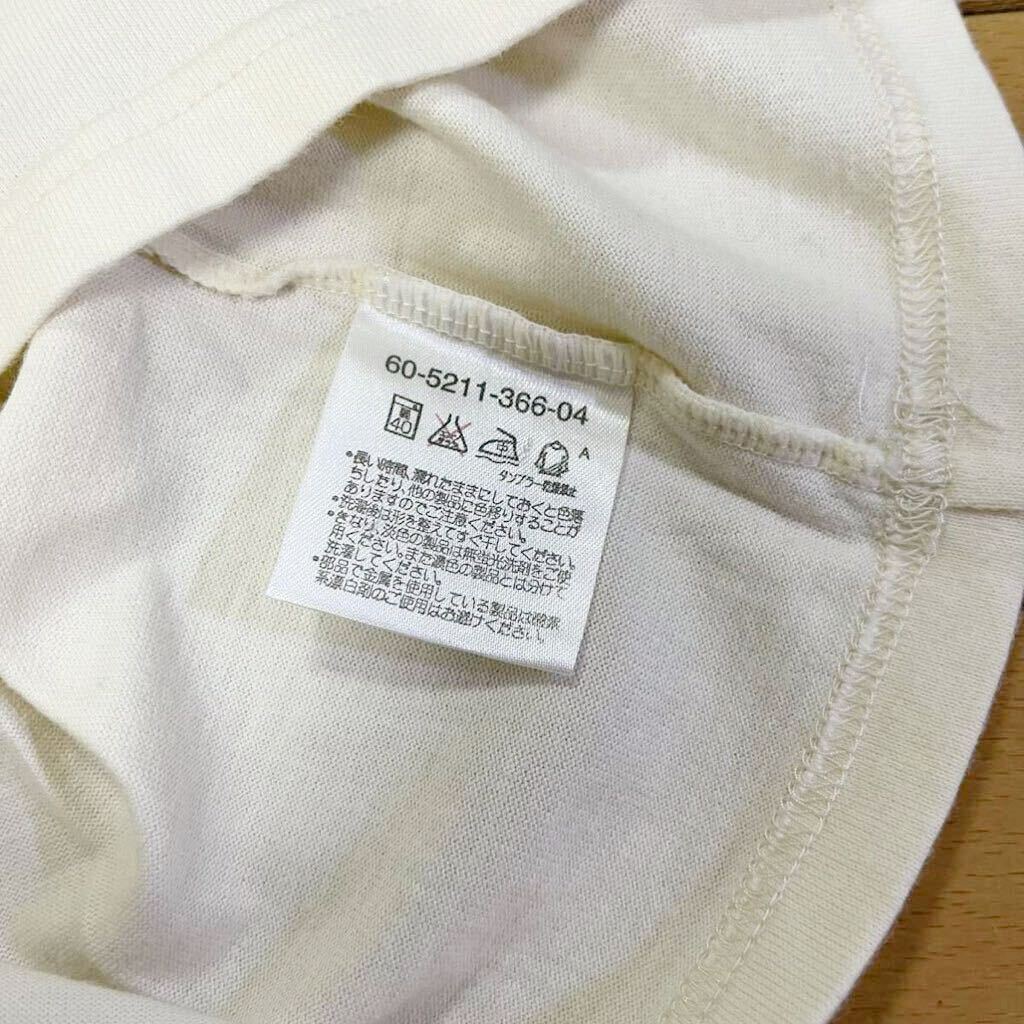 60-5211-366-04
40
中
A
タンブラー乾燥禁止
•長い時間、濡れたままにしておくと色落
ちしたり、他の製品に色移りすることが
ありますのでご注意ください。
•洗濯後は形を整えてすぐ干してください。
•きなり、淡色の製品は無蛍光洗剤をご使
用ください。また濃色の製品とは分けて
洗濯してください。
•部品で金属を使用している製品は酸素
系漂白剤のご使用はお避けください。